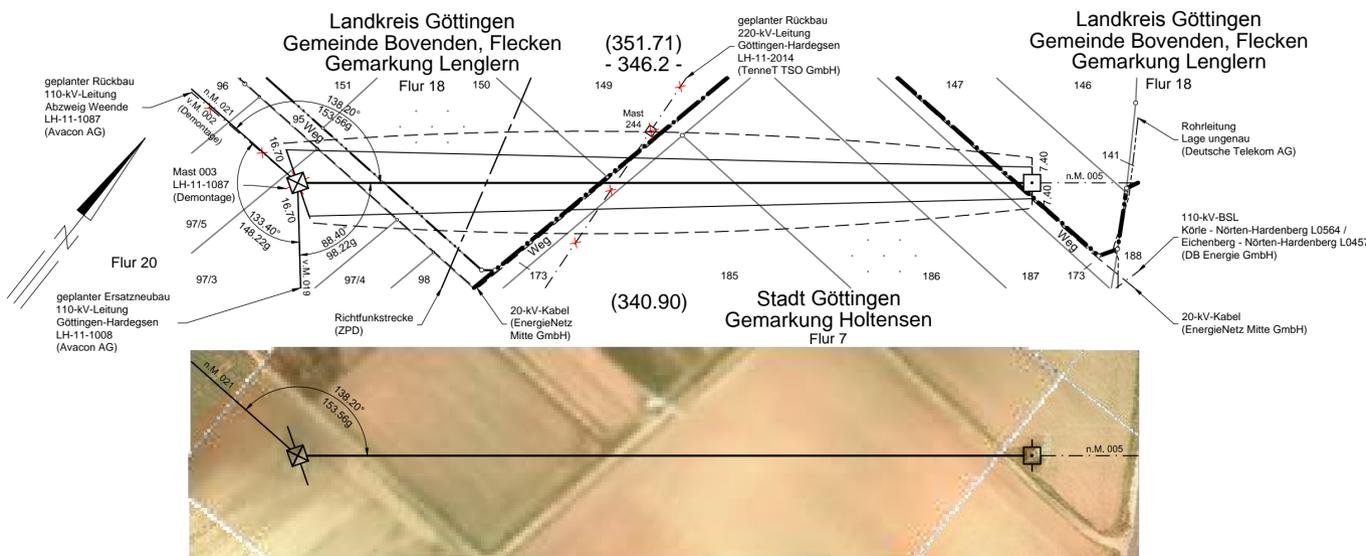 Landkreis Göttingen
Gemeinde Bovenden, Flecken
Gemarkung Lenglern
Flur 18
(351.71)
- 346.2 -
geplanter Rückbau
220-kV-Leitung
Göttingen-Hardegsen
LH-11-2014
(TenneT TSO GmbH)
Landkreis Göttingen
Gemeinde Bovenden, Flecken
Gemarkung Lenglern
Flur 18
geplanter Rückbau
110-kV-Leitung
Abzweig Weende
LH-11-1087
(Avacon AG)
96
151
150
149
147
146
n.M. 021
v.M. 002
(Demontage)
138.20°
153.56g
95
Weg
Mast
244
Rohrleitung
Lage ungenau
(Deutsche Telekom AG)
141
16.70
7.40
Mast 003
LH-11-1087
(Demontage)
n.M. 005
7.40
16.70
97/5
133.40°
148.22g
88.40°
98.22g
110-kV-BSL
Körle - Nörten-Hardenberg L0564 /
Eichenberg - Nörten-Hardenberg L0457
(DB Energie GmbH)
Weg
Weg
Flur 20
v.M. 019
97/3
97/4
98
173
185
186
187
173
188
geplanter Ersatzneubau
110-kV-Leitung
Göttingen-Hardegsen
LH-11-1008
(Avacon AG)
Richtfunkstrecke
(ZPD)
20-kV-Kabel
(EnergieNetz
Mitte GmbH)
(340.90)
Stadt Göttingen
Gemarkung Holtensen
Flur 7
20-kV-Kabel
(EnergieNetz Mitte GmbH)
n.M. 021
138.20°
153.56g
n.M. 005